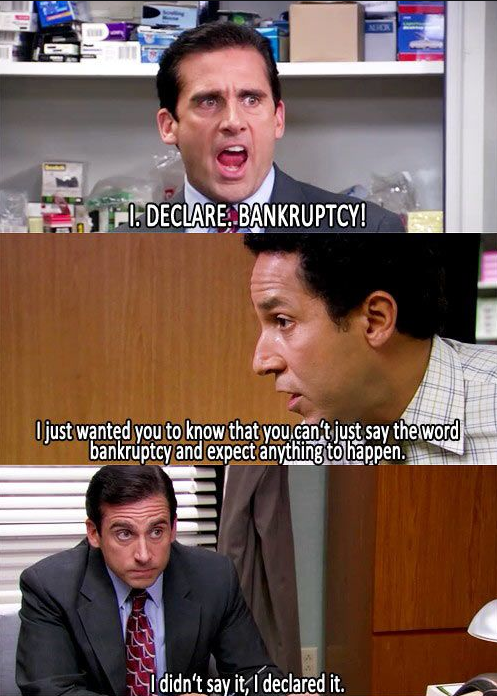 I. DECLARE. BANKRUPTCY!
I just wanted you to know that you can't just say the word
bankruptcy and expect anything to happen.
I didn't say it, I declared it.